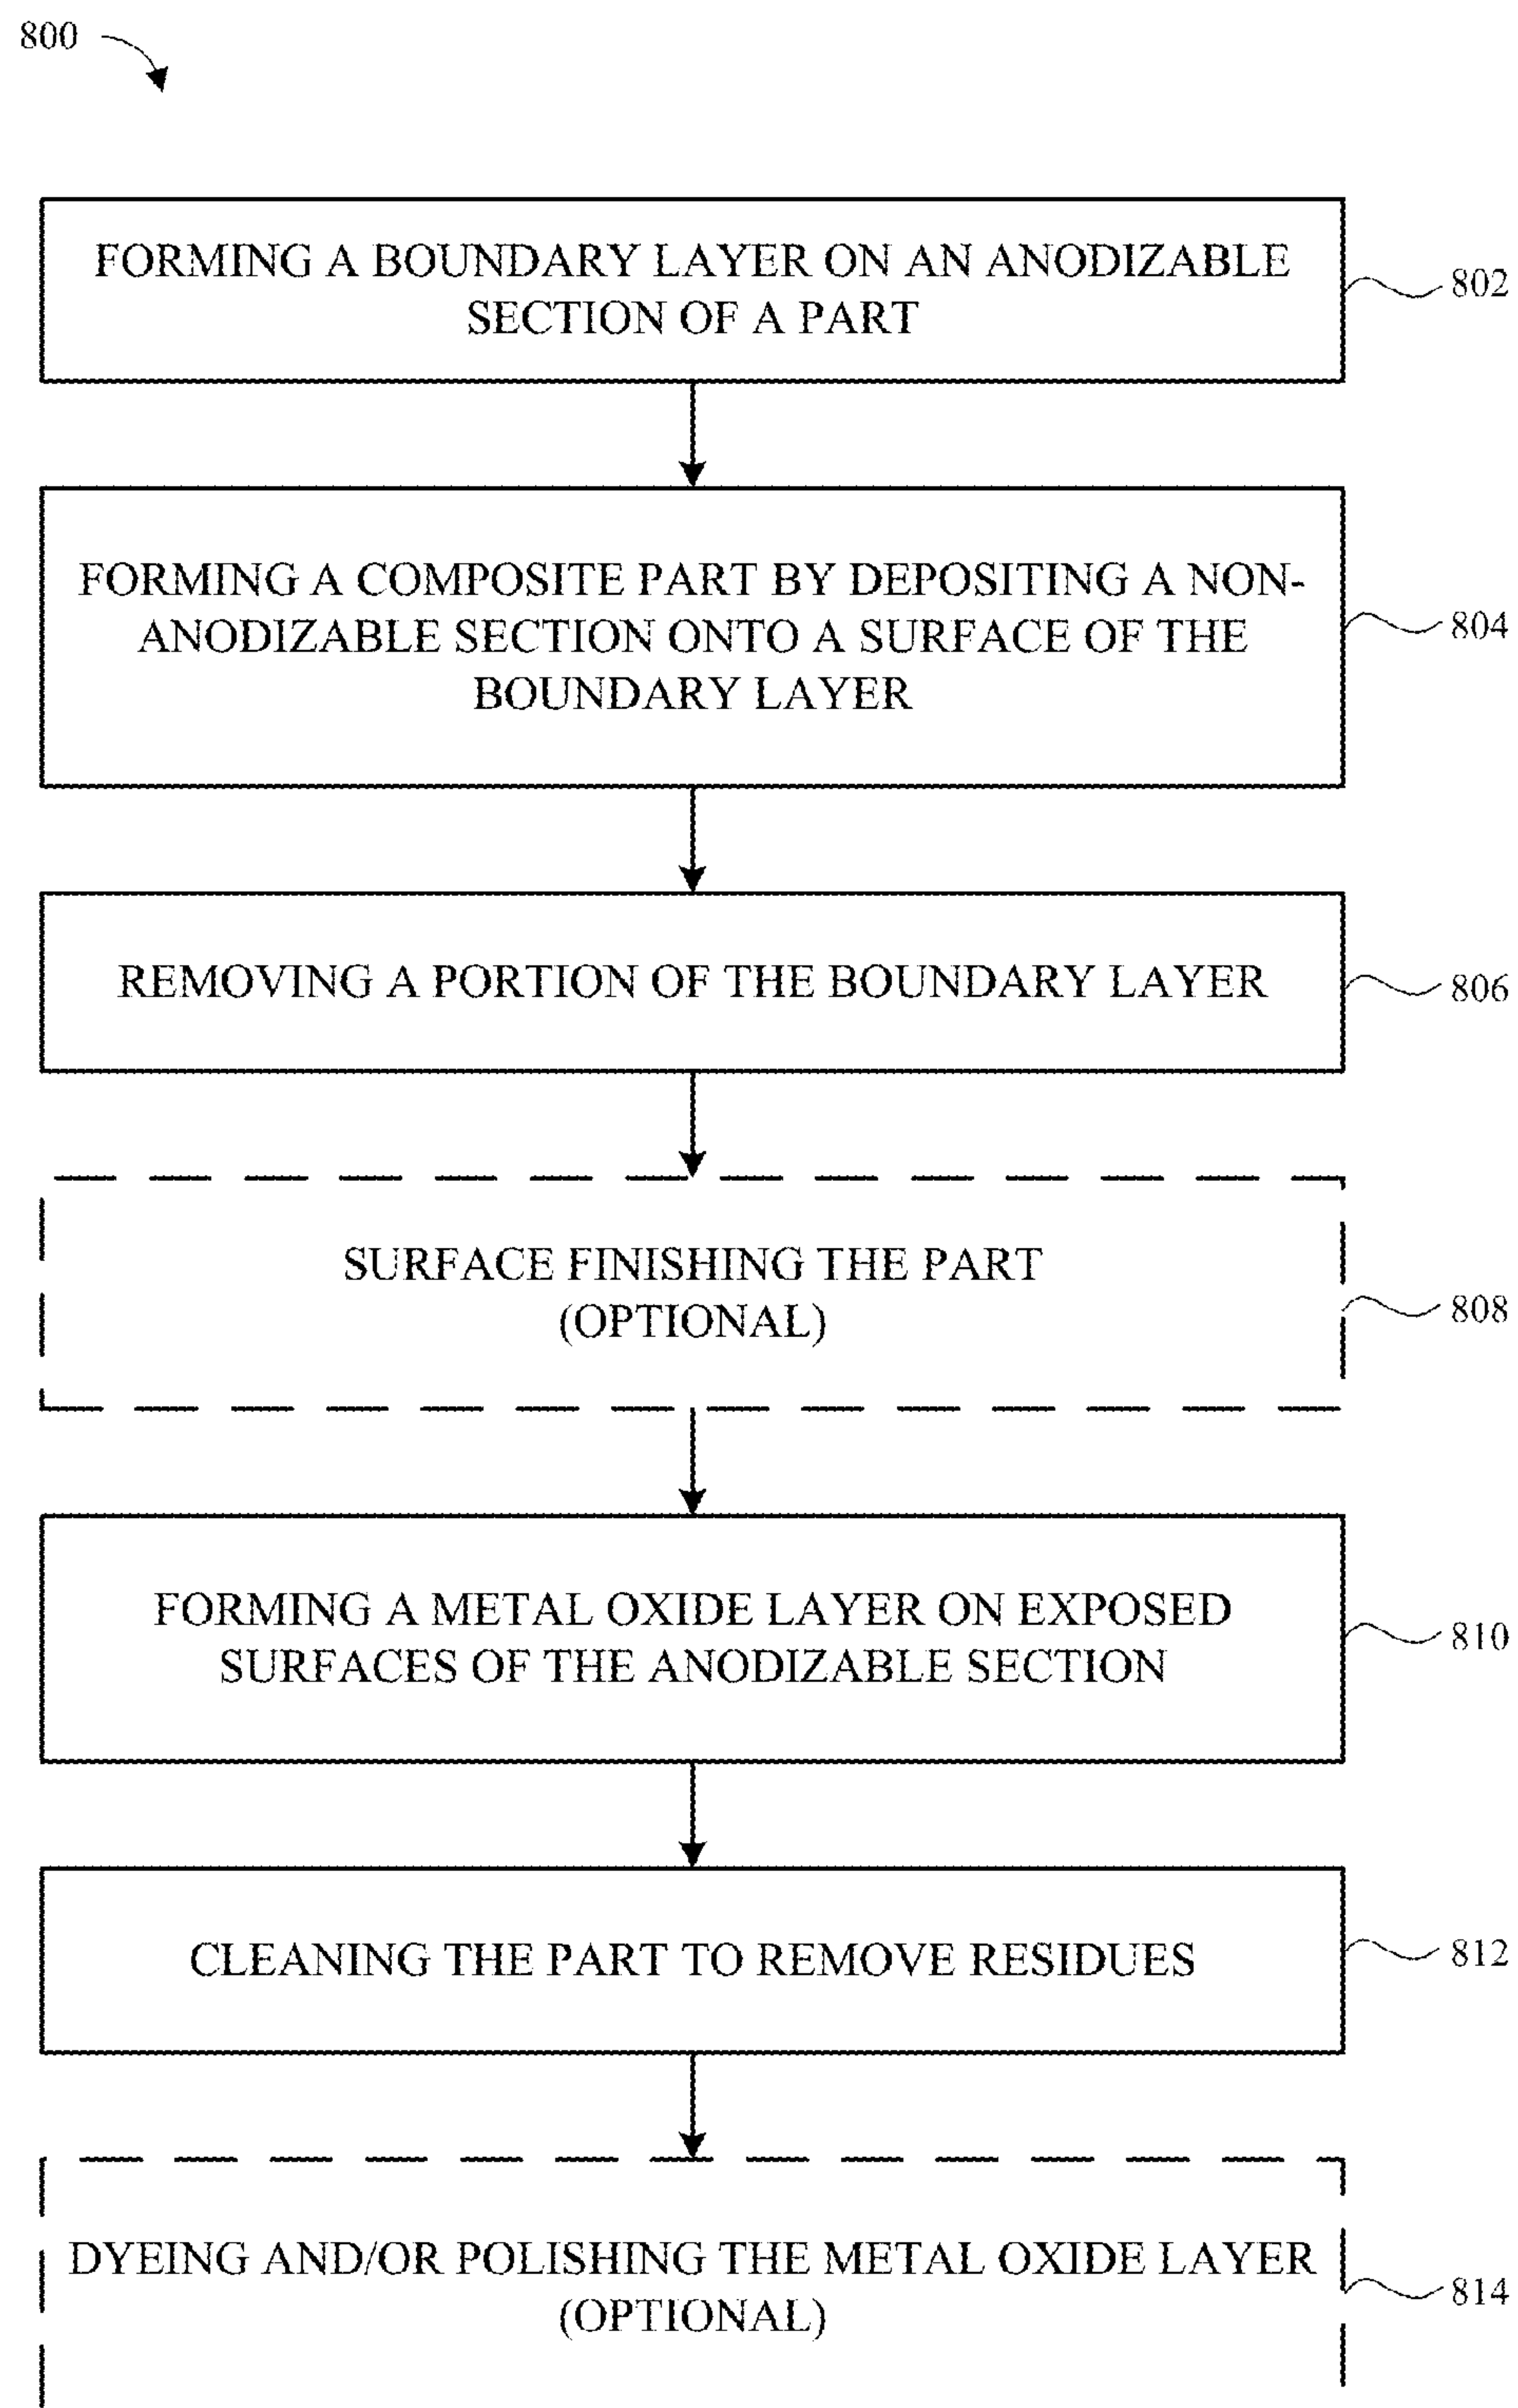 800
FORMING A BOUNDARY LAYER ON AN ANODIZABLE
SECTION OF A PART
802
FORMING A COMPOSITE PART BY DEPOSITING A NON-
ANODIZABLE SECTION ONTO A SURFACE OF THE
BOUNDARY LAYER
804
REMOVING A PORTION OF THE BOUNDARY LAYER
806
SURFACE FINISHING THE PART
(OPTIONAL)
808
FORMING A METAL OXIDE LAYER ON EXPOSED
SURFACES OF THE ANODIZABLE SECTION
810
CLEANING THE PART TO REMOVE RESIDUES
812
DYEING AND/OR POLISHING THE METAL OXIDE LAYER
(OPTIONAL)
814